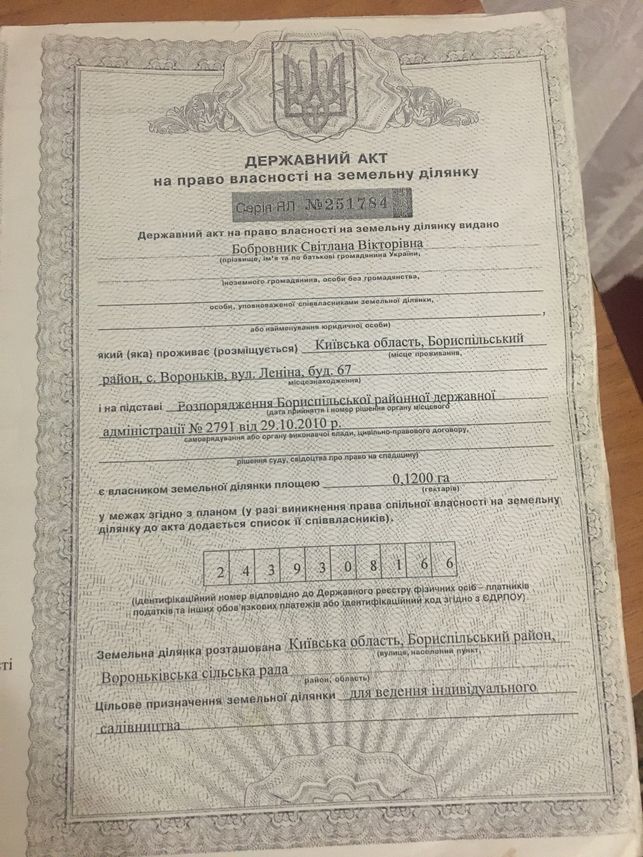 ДЕРЖАВНИЙ АКТ
на право власності на земельну ділянку
Серія ЯЛ №251784
Державний акт на право власності на земельну ділянку видано
Бобровник Світлана Вікторівна
(прізвище, ім'я та по батькові громадянина України,
іноземного громадянина, особи без громадянства,
особи, уповноваженої співвласниками земельної ділянки,
,
або найменування юридичної особи)
який (яка) проживає (розміщується) Київська область, Бориспільський
(місце проживання,
район, с. Вороньків, вул. Леніна, буд. 67
місцезнаходження)
і на підставі Розпорядження Бориспільської районної державної
(дата прийняття і номер рішення органу місцевого
адміністрації № 2791 від 29.10.2010 р.
самоврядування або органу виконавчої влади, цивільно-правового договору,
рішення суду, свідоцтва про право на спадщину)
є власником земельної ділянки площею 0,1200 га
(гектарів)
у межах згідно з планом (у разі виникнення права спільної власності на земельну
ділянку до акта додається список її співвласників).
2 4 3 9 3 0 8 1 6 6
(ідентифікаційний номер відповідно до Державного реєстру фізичних осіб – платників
податків та інших обов'язкових платежів або ідентифікаційний код згідно з ЄДРПОУ)
Земельна ділянка розташована Київська область, Бориспільський район,
(вулиця, населений пункт,
Вороньківська сільська рада
район, область)
Цільове призначення земельної ділянки для ведення індивідуального
садівництва
ті